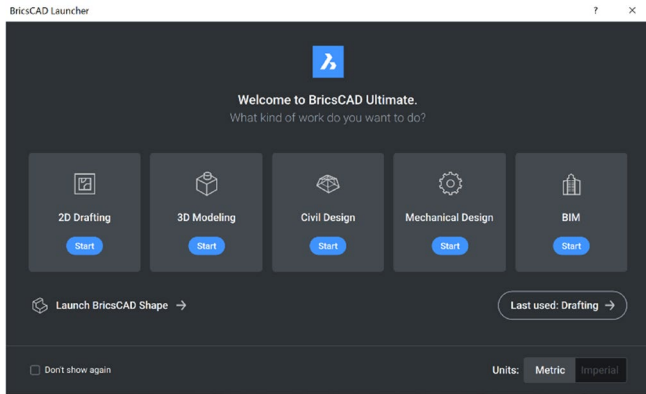 BricsCAD Launcher ? ×
Welcome to BricsCAD Ultimate.
What kind of work do you want to do?
2D Drafting 3D Modeling Civil Design Mechanical Design BIM
Start Start Start Start Start
Launch BricsCAD Shape → Last used: Drafting →
Don't show again Units: Metric Imperial